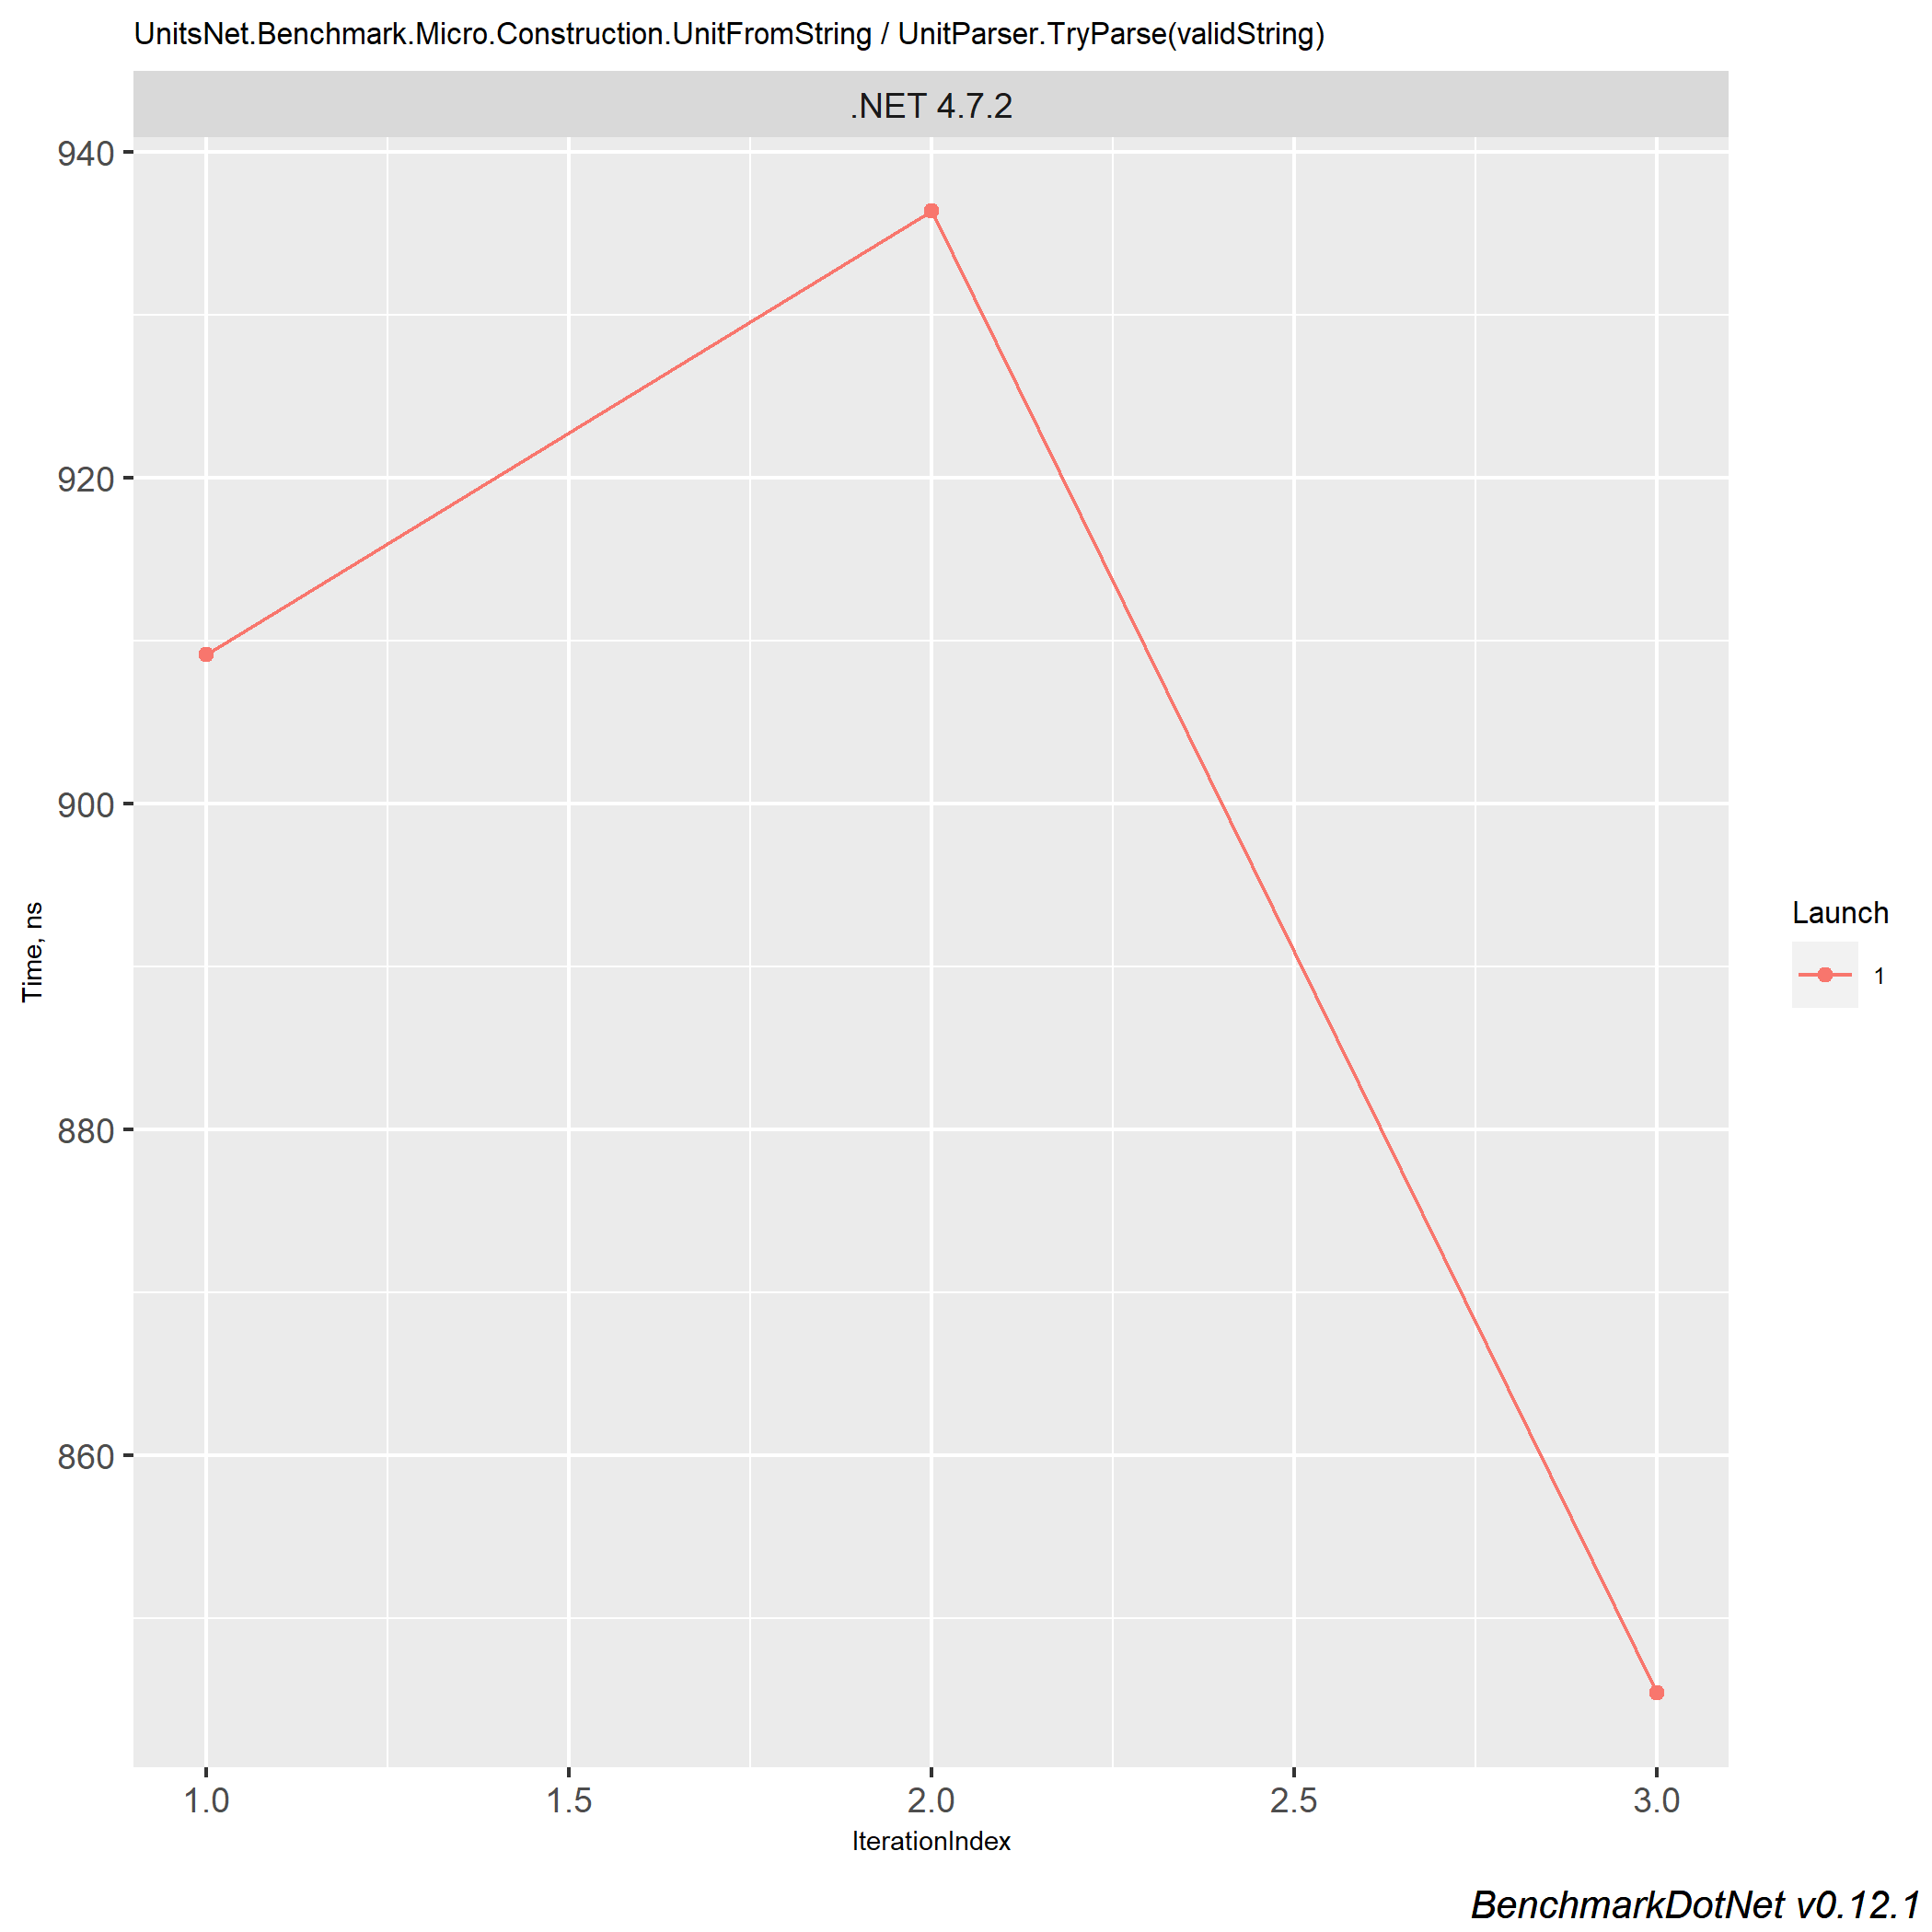 UnitsNet.Benchmark.Micro.Construction.UnitFromString / UnitParser.TryParse(validString)
.NET 4.7.2
940
920
900
880
860
Time, ns
1.0 1.5 2.0 2.5 3.0
IterationIndex
Launch
1
BenchmarkDotNet v0.12.1